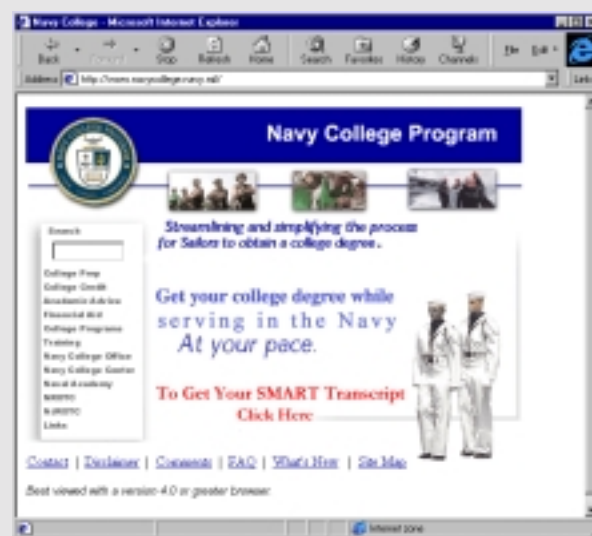 Navy College - Microsoft Internet Explorer
Back
Stop
Refresh
Home
Search
Favorites
History
Channels
Address
Navy College Program
Streamlining and simplifying the process
for Sailors to obtain a college degree.
Search
College Prep
College Credit
Academic Advice
Financial Aid
College Programs
Training
Navy College Office
Navy College Center
Naval Academy
NROTC
NJROTC
Links
Get your college degree while
serving in the Navy
At your pace.
To Get Your SMART Transcript
Click Here
Contact | Disclaimer | Comments | FAQ | What's New | Site Map
Best viewed with a version 4.0 or greater browser.
Internet zone